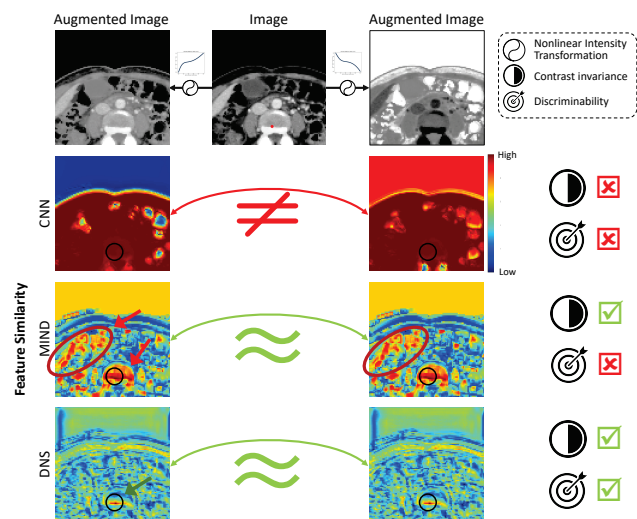 Augmented Image
Image
Augmented Image
Nonlinear Intensity
Transformation
Contrast invariance
Discriminability
Feature Similarity
CNN
High
Low
MIND
DNS